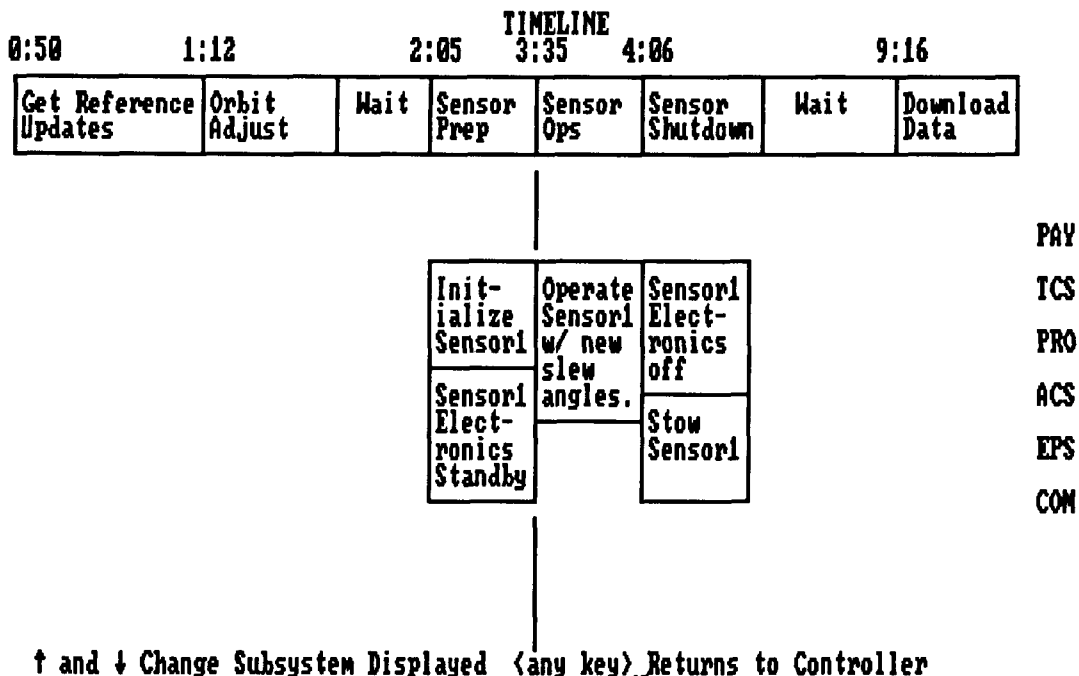 TIMELINE
0:50 1:12 2:05 3:35 4:06 9:16
Get Reference
Updates
Orbit
Adjust
Wait
Sensor
Prep
Sensor
Ops
Sensor
Shutdown
Wait
Download
Data
PAY
TCS
PRO
ACS
EPS
COM
Init-
ialize
Sensor1
Sensor1
Elect-
ronics
Standby
Operate
Sensor1
w/ new
slew
angles.
Sensor1
Elect-
ronics
off
Stow
Sensor1
↑ and ↓ Change Subsystem Displayed <any key> Returns to Controller